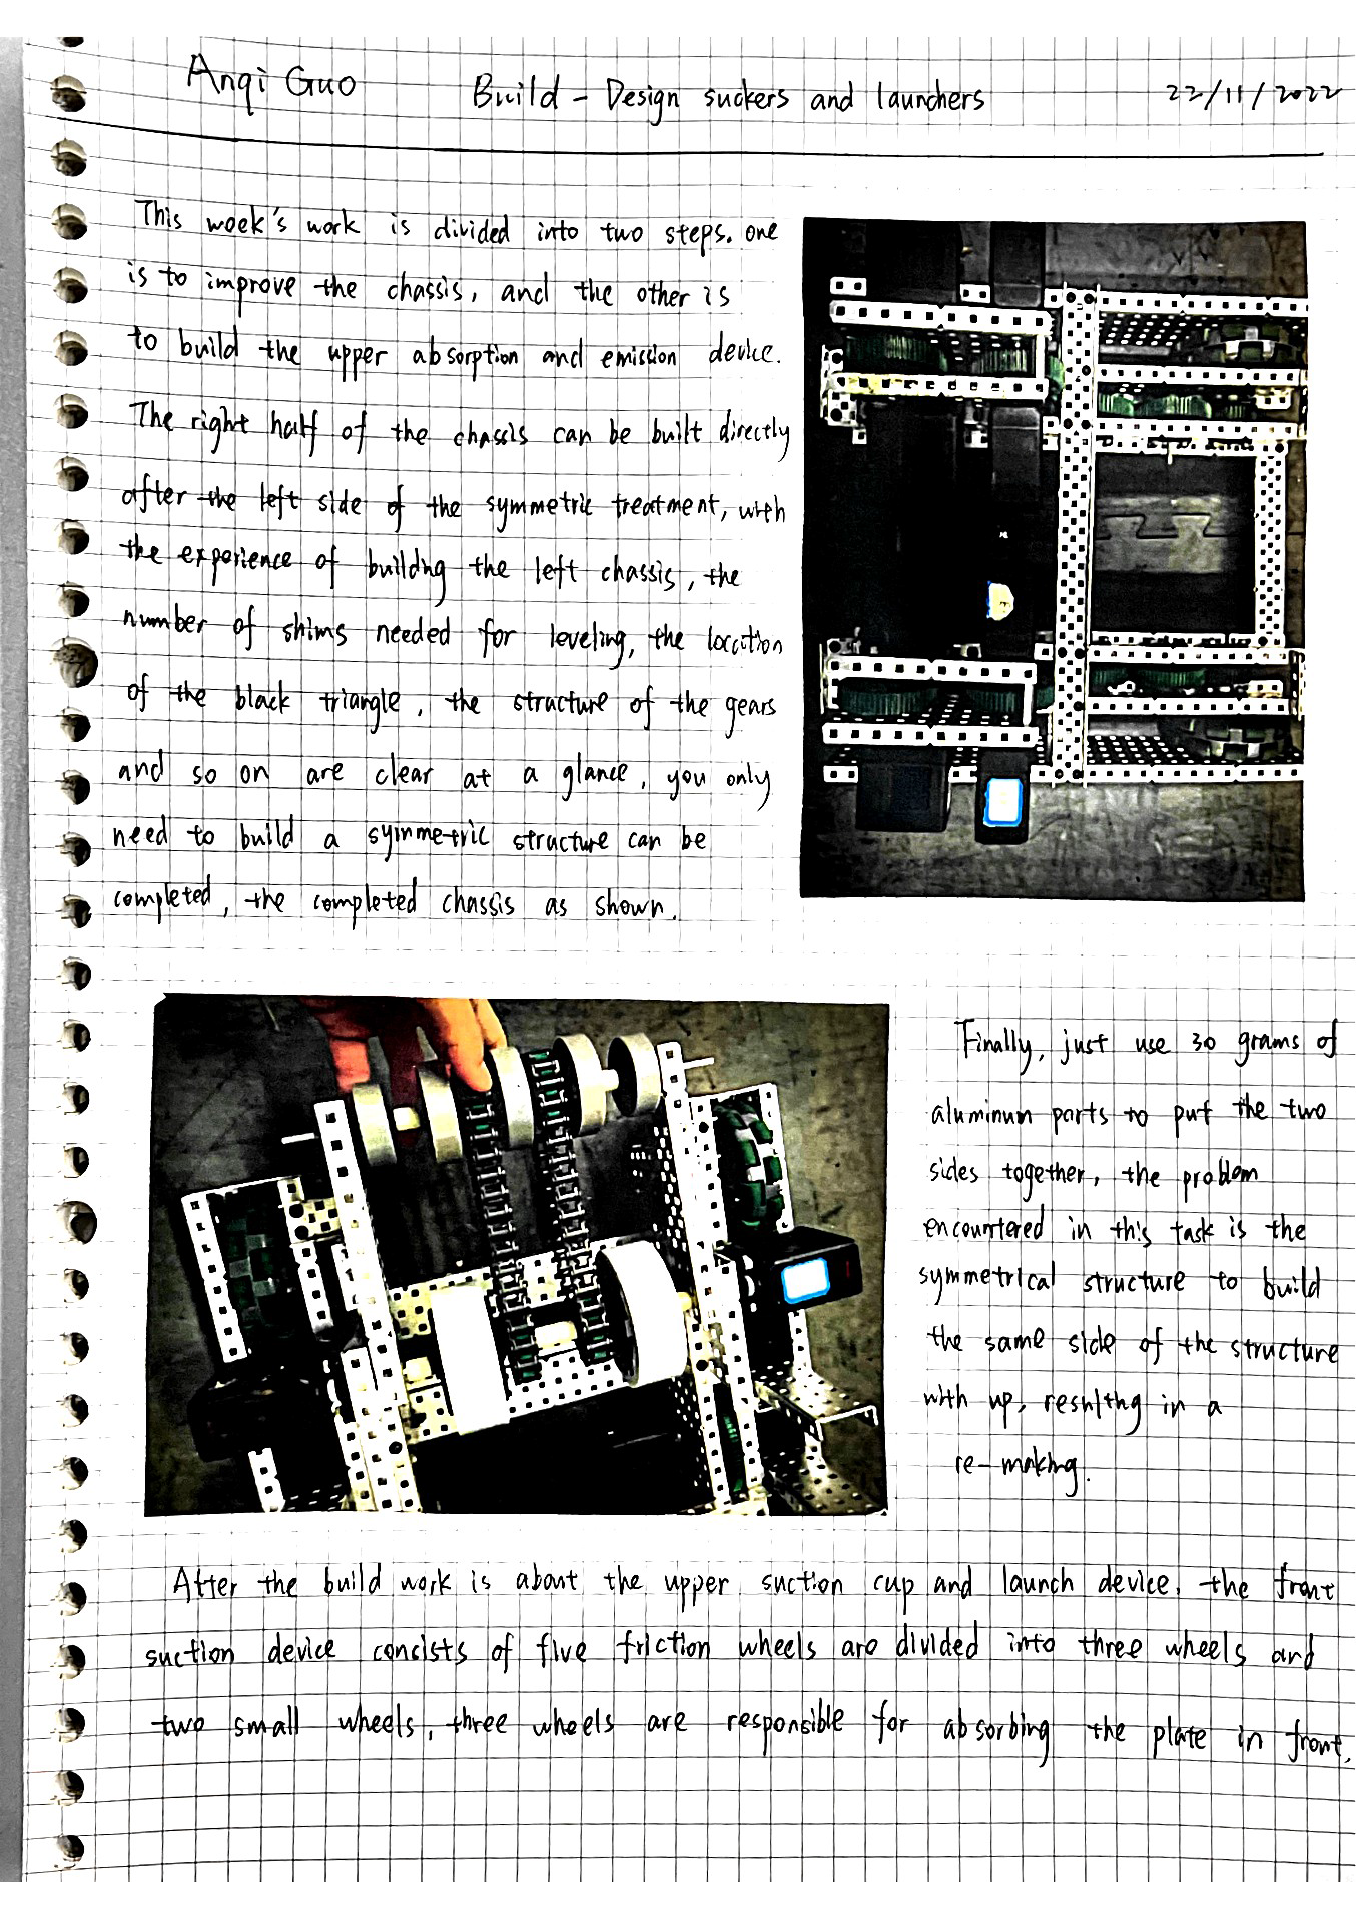 Anqi Guo
Build - Design suckers and launchers
22/11/2022
This week's work is divided into two steps. one
is to improve the chassis, and the other is
to build the upper absorption and emission device.
The right half of the chassis can be built directly
after the left side of the symmetric treatment, with
the experience of building the left chassis, the
number of shims needed for leveling, the location
of the black triangle, the structure of the gears
and so on are clear at a glance, you only
need to build a symmetric structure can be
completed, the completed chassis as shown.
Finally, just use 30 grams of
aluminum parts to put the two
sides together, the problem
encountered in this task is the
symmetrical structure to build
the same side of the structure
with up, resulting in a
re-making.
After the build work is about the upper suction cup and launch device. the front
suction device consists of five friction wheels are divided into three wheels and
two small wheels, three wheels are responsible for absorbing the plate in front.